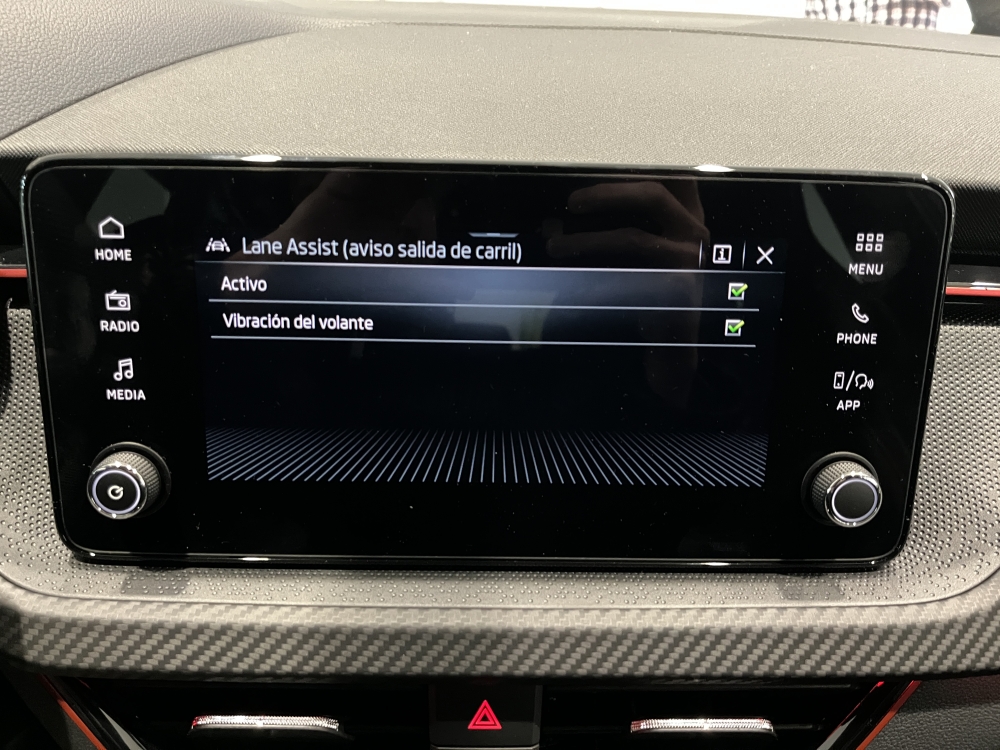 HOME
RADIO
MEDIA
Lane Assist (aviso salida de carril)
Activo
Vibración del volante
MENU
PHONE
APP